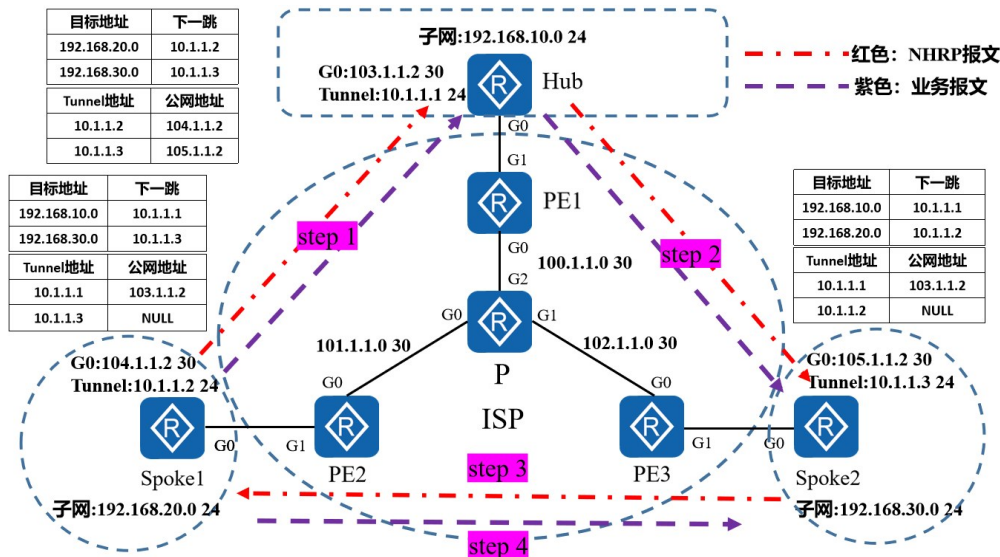 目标地址 下一跳
192.168.20.0 10.1.1.2
192.168.30.0 10.1.1.3
Tunnel地址 公网地址
10.1.1.2 104.1.1.2
10.1.1.3 105.1.1.2
子网:192.168.10.0 24
G0:103.1.1.2 30
Tunnel:10.1.1.1 24
R
Hub
G0
红色：NHRP报文
紫色：业务报文
目标地址 下一跳
192.168.10.0 10.1.1.1
192.168.30.0 10.1.1.3
Tunnel地址 公网地址
10.1.1.1 103.1.1.2
10.1.1.3 NULL
G1
R
PE1
G0
step 1
step 2
目标地址 下一跳
192.168.10.0 10.1.1.1
192.168.20.0 10.1.1.2
Tunnel地址 公网地址
10.1.1.1 103.1.1.2
10.1.1.2 NULL
100.1.1.0 30
G2
G0
R
G1
P
ISP
101.1.1.0 30
102.1.1.0 30
G0:104.1.1.2 30
Tunnel:10.1.1.2 24
G0:105.1.1.2 30
Tunnel:10.1.1.3 24
G0
G0
R
G0
G1
R
R
G1
G0
R
Spoke1
PE2
PE3
Spoke2
step 3
子网:192.168.20.0 24
子网:192.168.30.0 24
step 4